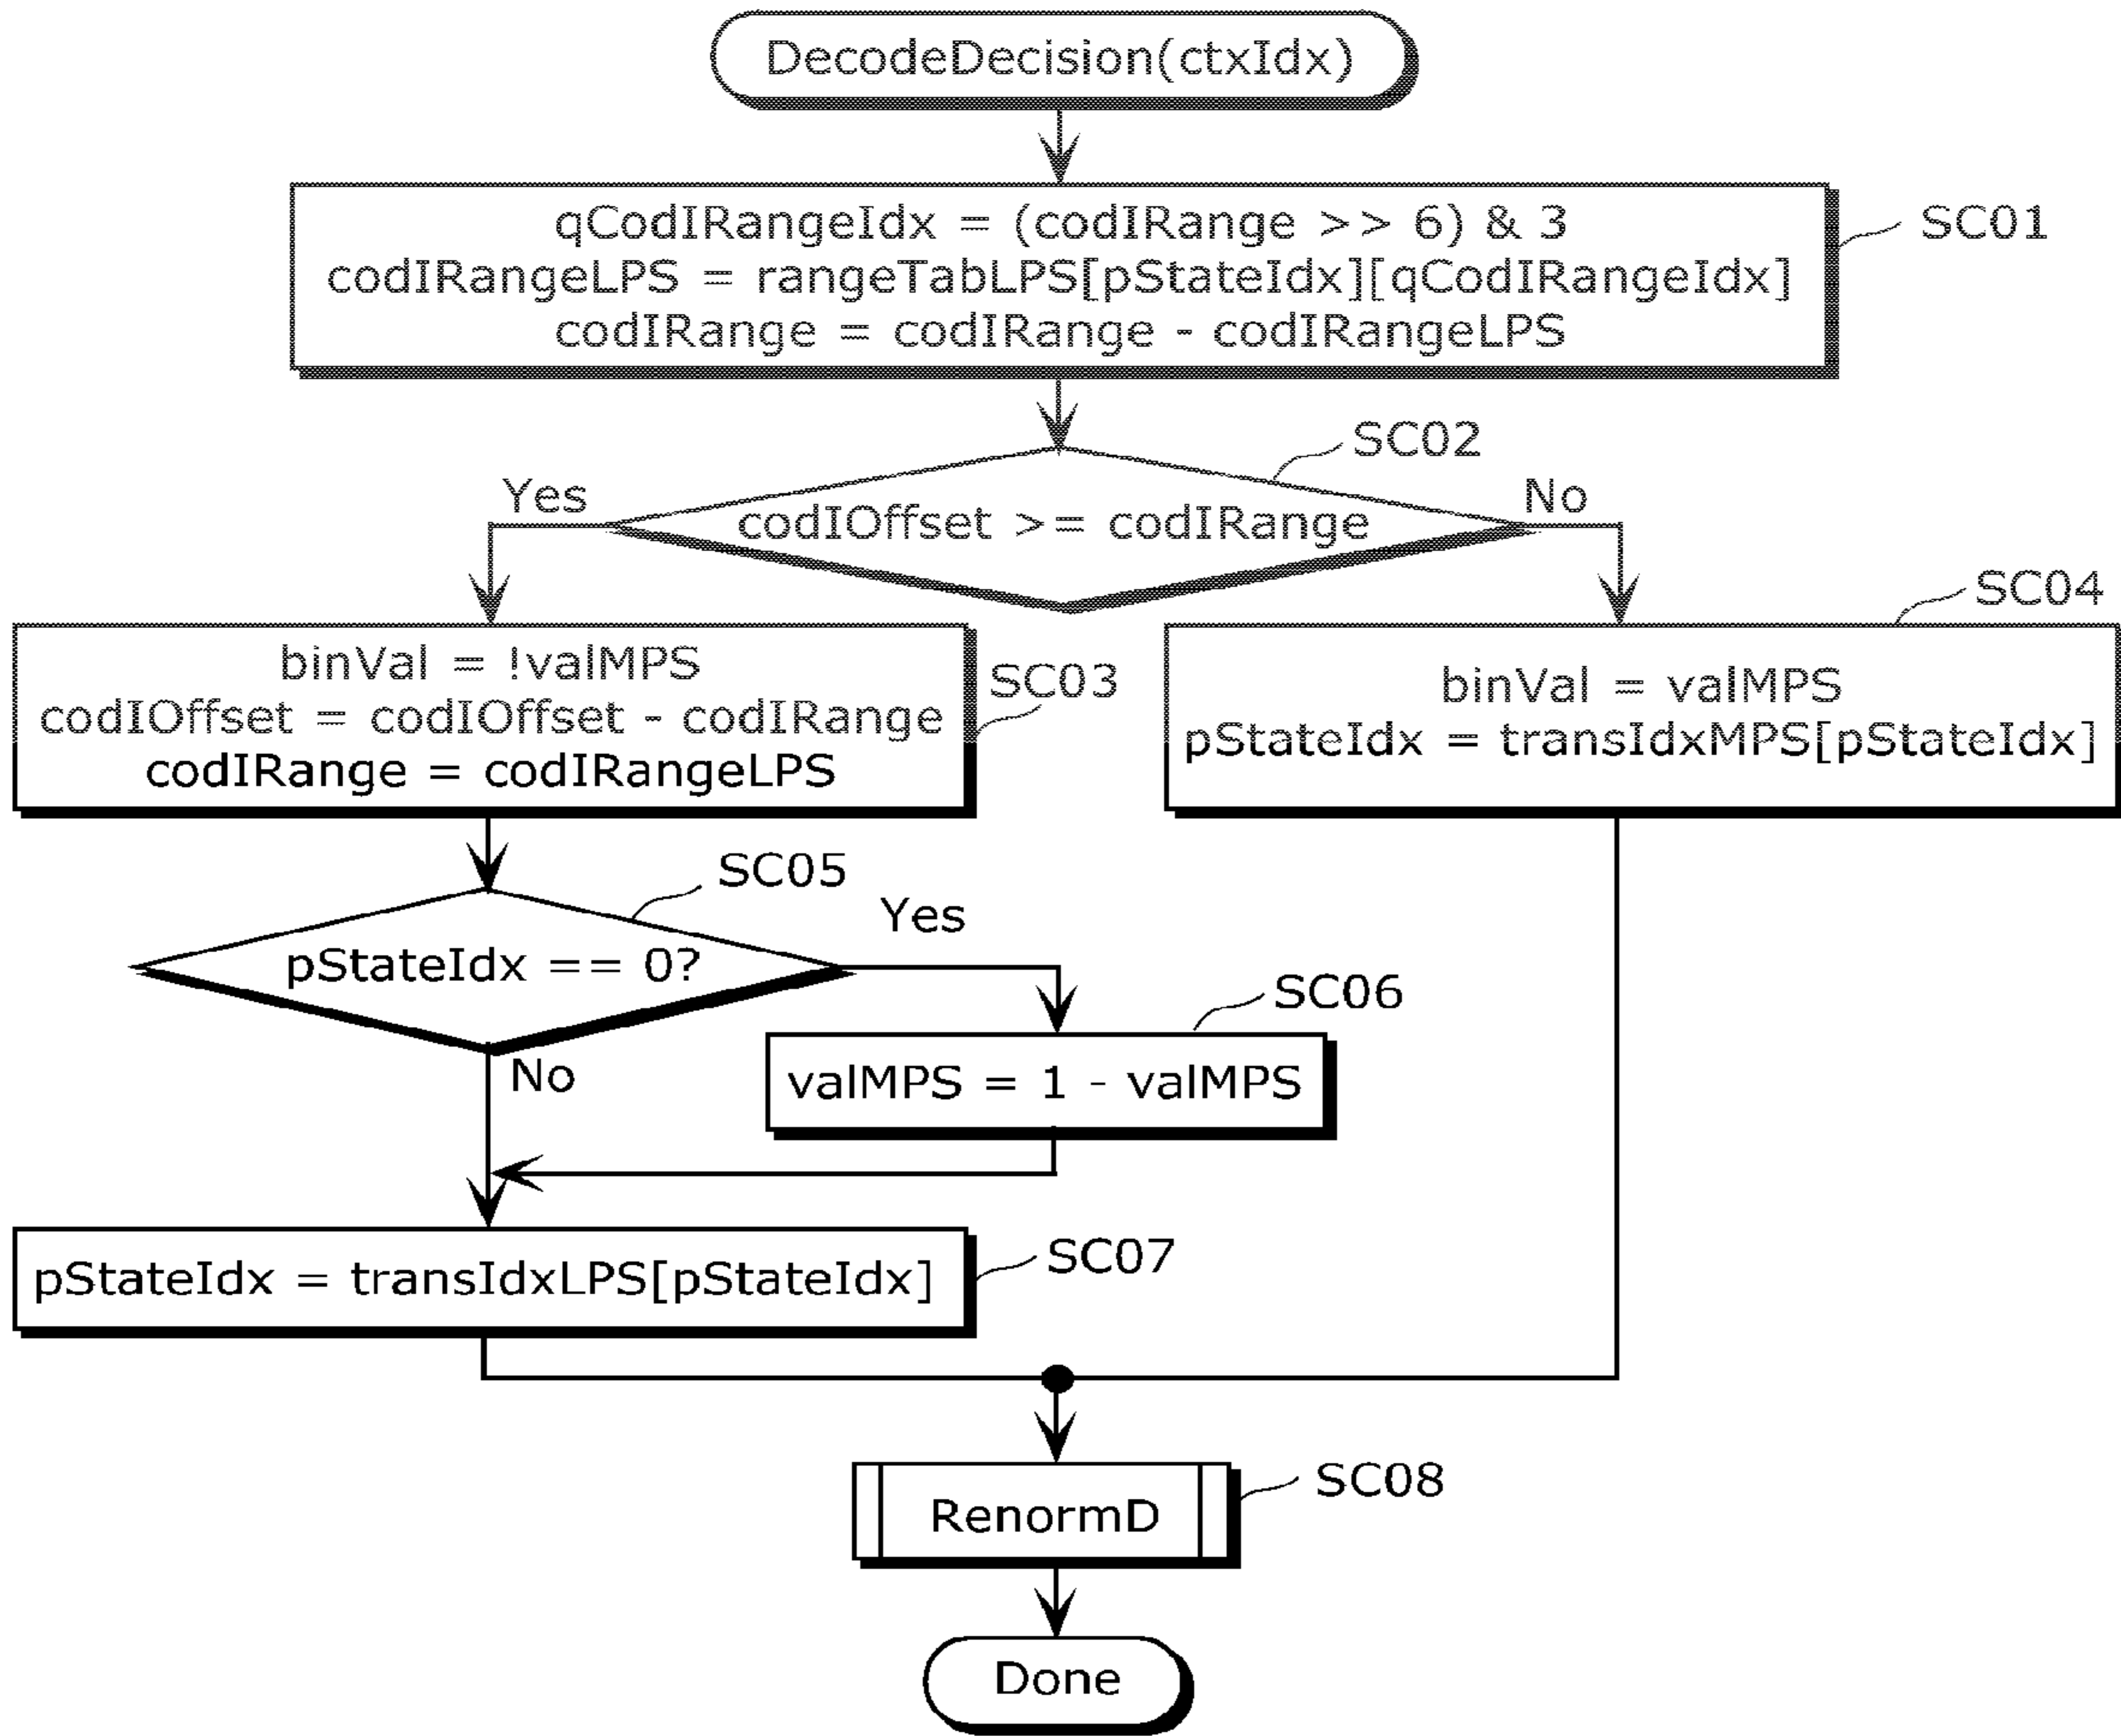 DecodeDecision(ctxIdx)
qCodIRangeIdx = (codIRange >> 6) & 3
codIRangeLPS = rangeTabLPS[pStateIdx][qCodIRangeIdx]
codIRange = codIRange - codIRangeLPS
SC01
SC02
Yes
codIOffset >= codIRange
No
SC04
binVal = !valMPS
codIOffset = codIOffset - codIRange
codIRange = codIRangeLPS
SC03
binVal = valMPS
pStateIdx = transIdxMPS[pStateIdx]
SC05
Yes
pStateIdx == 0?
No
SC06
valMPS = 1 - valMPS
pStateIdx = transIdxLPS[pStateIdx]
SC07
RenormD
SC08
Done